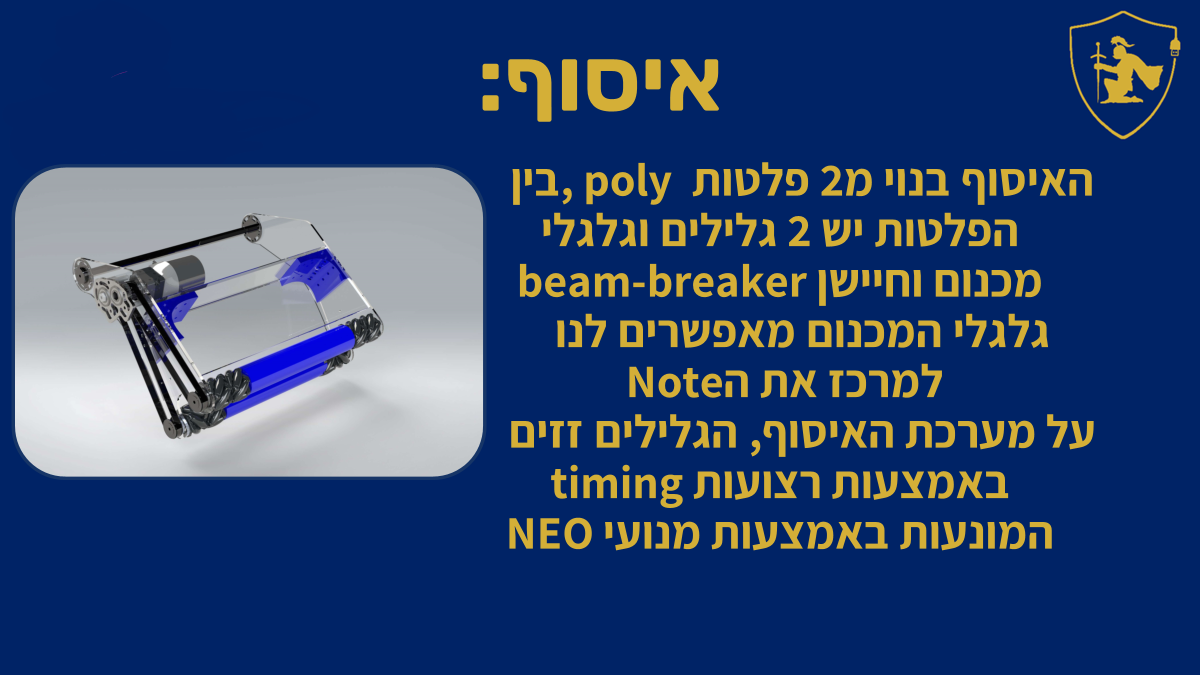 איסוף:
האיסוף בנוי מ2 פלטות poly ,בין
הפלטות יש 2 גלילים וגלגלי
מכנום וחיישן beam-breaker
גלגלי המכנום מאפשרים לנו
למרכז את הNote
על מערכת האיסוף, הגלילים זזים
באמצעות רצועות timing
המונעות באמצעות מנועי NEO